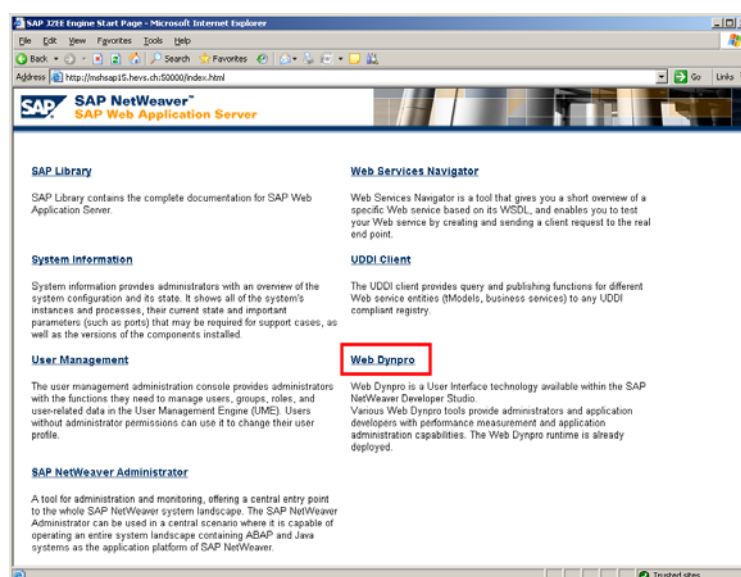 SAP J2EE Engine Start Page - Microsoft Internet Explorer
File Edit View Favorites Tools Help
Back Search Favorites
Address http://mshsap15.hevs.ch:50000/index.html Go Links
SAP SAP NetWeaver™
SAP Web Application Server
SAP Library
SAP Library contains the complete documentation for SAP Web
Application Server.
Web Services Navigator
Web Services Navigator is a tool that gives you a short overview of a
specific Web service based on its WSDL, and enables you to test
your Web service by creating and sending a client request to the real
end point.
System Information
System information provides administrators with an overview of the
system configuration and its state. It shows all of the system's
instances and processes, their current state and important
parameters (such as ports) that may be required for support cases, as
well as the versions of the components installed.
UDDI Client
The UDDI client provides query and publishing functions for different
Web service entities (tModels, business services) to any UDDI
compliant registry.
User Management
The user management administration console provides administrators
with the functions they need to manage users, groups, roles, and
user-related data in the User Management Engine (UME). Users
without administrator permissions can use it to change their user
profile.
Web Dynpro
Web Dynpro is a User Interface technology available within the SAP
NetWeaver Developer Studio.
Various Web Dynpro tools provide administrators and application
developers with performance measurement and application
administration capabilities. The Web Dynpro runtime is already
deployed.
SAP NetWeaver Administrator
A tool for administration and monitoring, offering a central entry point
to the whole SAP NetWeaver system landscape. The SAP NetWeaver
Administrator can be used in a central scenario where it is capable of
operating an entire system landscape containing ABAP and Java
systems as the application platform of SAP NetWeaver.
Trusted sites